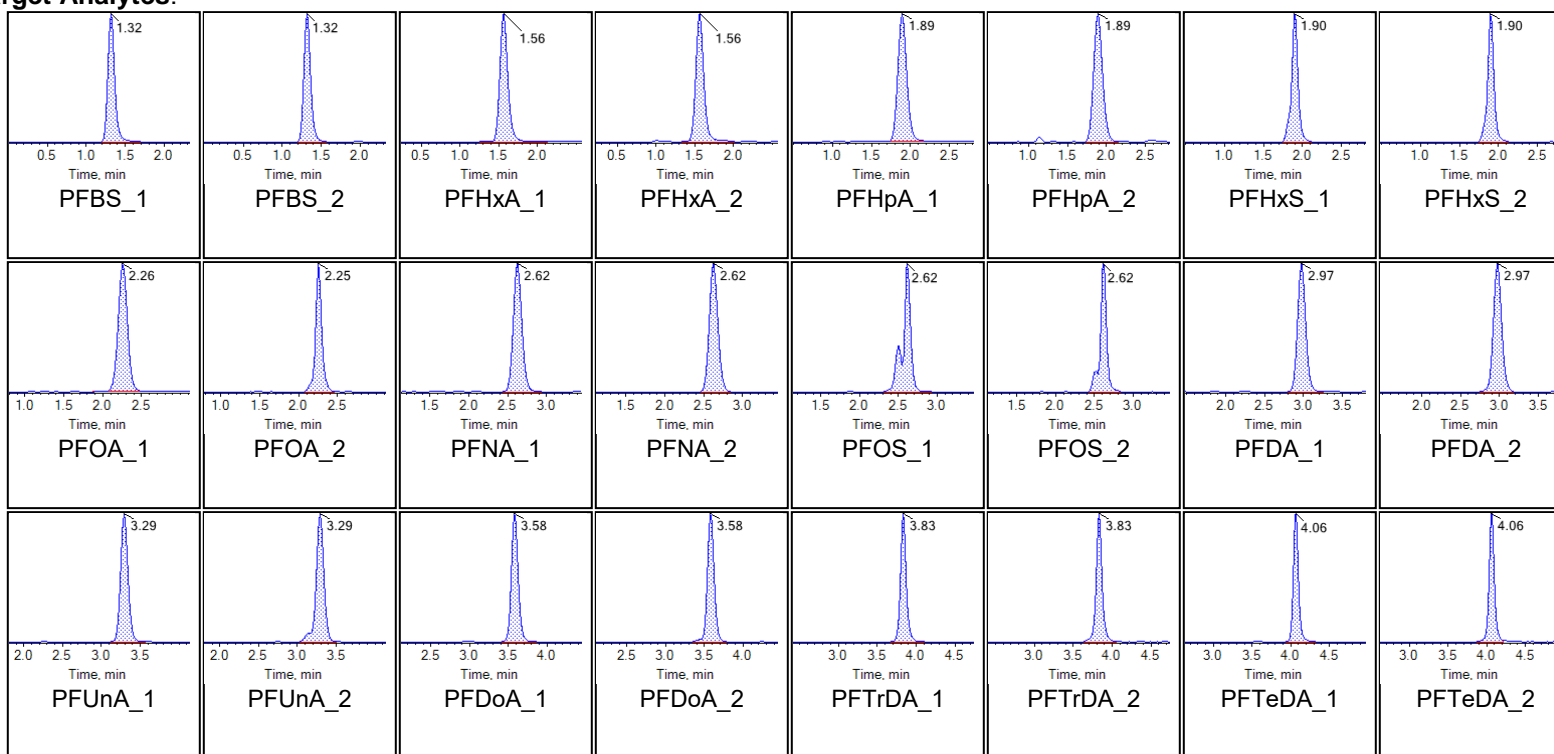 rget Analytes:
1.32 1.32 1.56 1.56 1.89 1.89 1.90 1.90
0.5 1.0 1.5 2.0 0.5 1.0 1.5 2.0 0.5 1.0 1.5 2.0 0.5 1.0 1.5 2.0 1.0 1.5 2.0 2.5 1.0 1.5 2.0 2.5 1.0 1.5 2.0 2.5 1.0 1.5 2.0 2.5
Time, min Time, min Time, min Time, min Time, min Time, min Time, min Time, min
PFBS_1 PFBS_2 PFHxA_1 PFHxA_2 PFHpA_1 PFHpA_2 PFHxS_1 PFHxS_2
2.26 2.25 2.62 2.62 2.62 2.62 2.97 2.97
1.0 1.5 2.0 2.5 1.0 1.5 2.0 2.5 1.5 2.0 2.5 3.0 1.5 2.0 2.5 3.0 1.5 2.0 2.5 3.0 1.5 2.0 2.5 3.0 2.0 2.5 3.0 3.5 2.0 2.5 3.0 3.5
Time, min Time, min Time, min Time, min Time, min Time, min Time, min Time, min
PFOA_1 PFOA_2 PFNA_1 PFNA_2 PFOS_1 PFOS_2 PFDA_1 PFDA_2
3.29 3.29 3.58 3.58 3.83 3.83 4.06 4.06
2.0 2.5 3.0 3.5 2.0 2.5 3.0 3.5 2.5 3.0 3.5 4.0 2.5 3.0 3.5 4.0 3.0 3.5 4.0 4.5 3.0 3.5 4.0 4.5 3.0 3.5 4.0 4.5 3.0 3.5 4.0 4.5
Time, min Time, min Time, min Time, min Time, min Time, min Time, min Time, min
PFUnA_1 PFUnA_2 PFDoA_1 PFDoA_2 PFTrDA_1 PFTrDA_2 PFTeDA_1 PFTeDA_2